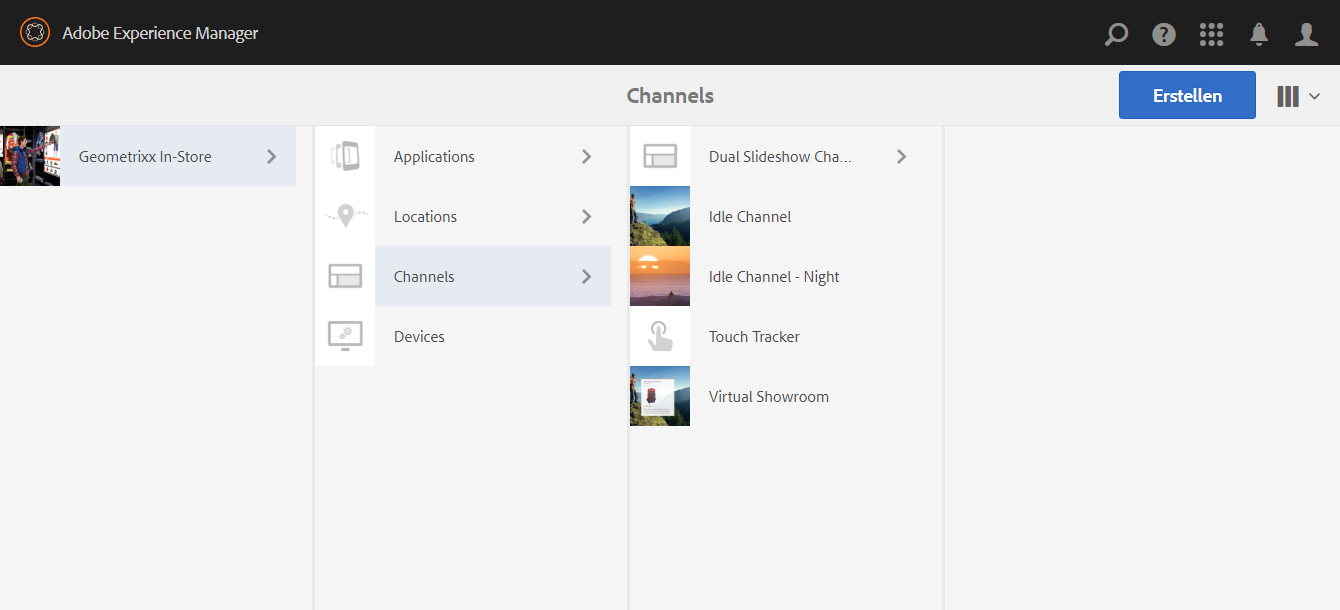 Adobe Experience Manager
Channels
Erstellen
Geometrixx In-Store
Applications
Locations
Channels
Devices
Dual Slideshow Cha...
Idle Channel
Idle Channel - Night
Touch Tracker
Virtual Showroom